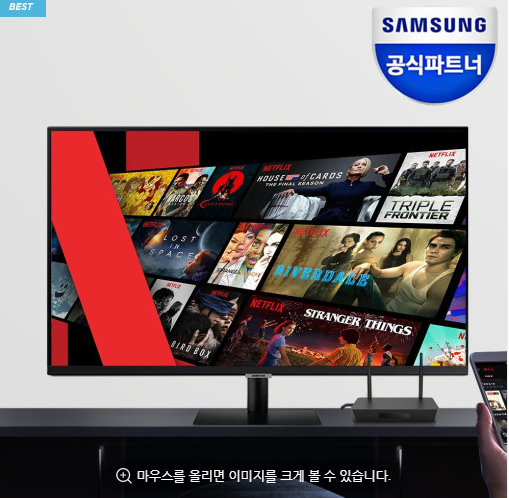 BEST
SAMSUNG
공식파트너
NETFLIX
HOUSE of CARDS
THE FINAL SEASON
NETFLIX
TRIPLE
FRONTIER
NARCOS
LOST
IN
SPACE
NETFLIX
RIVERDALE
NETFLIX
STRANGER THINGS
BIRD BOX
SAMSUNG
마우스를 올리면 이미지를 크게 볼 수 있습니다.